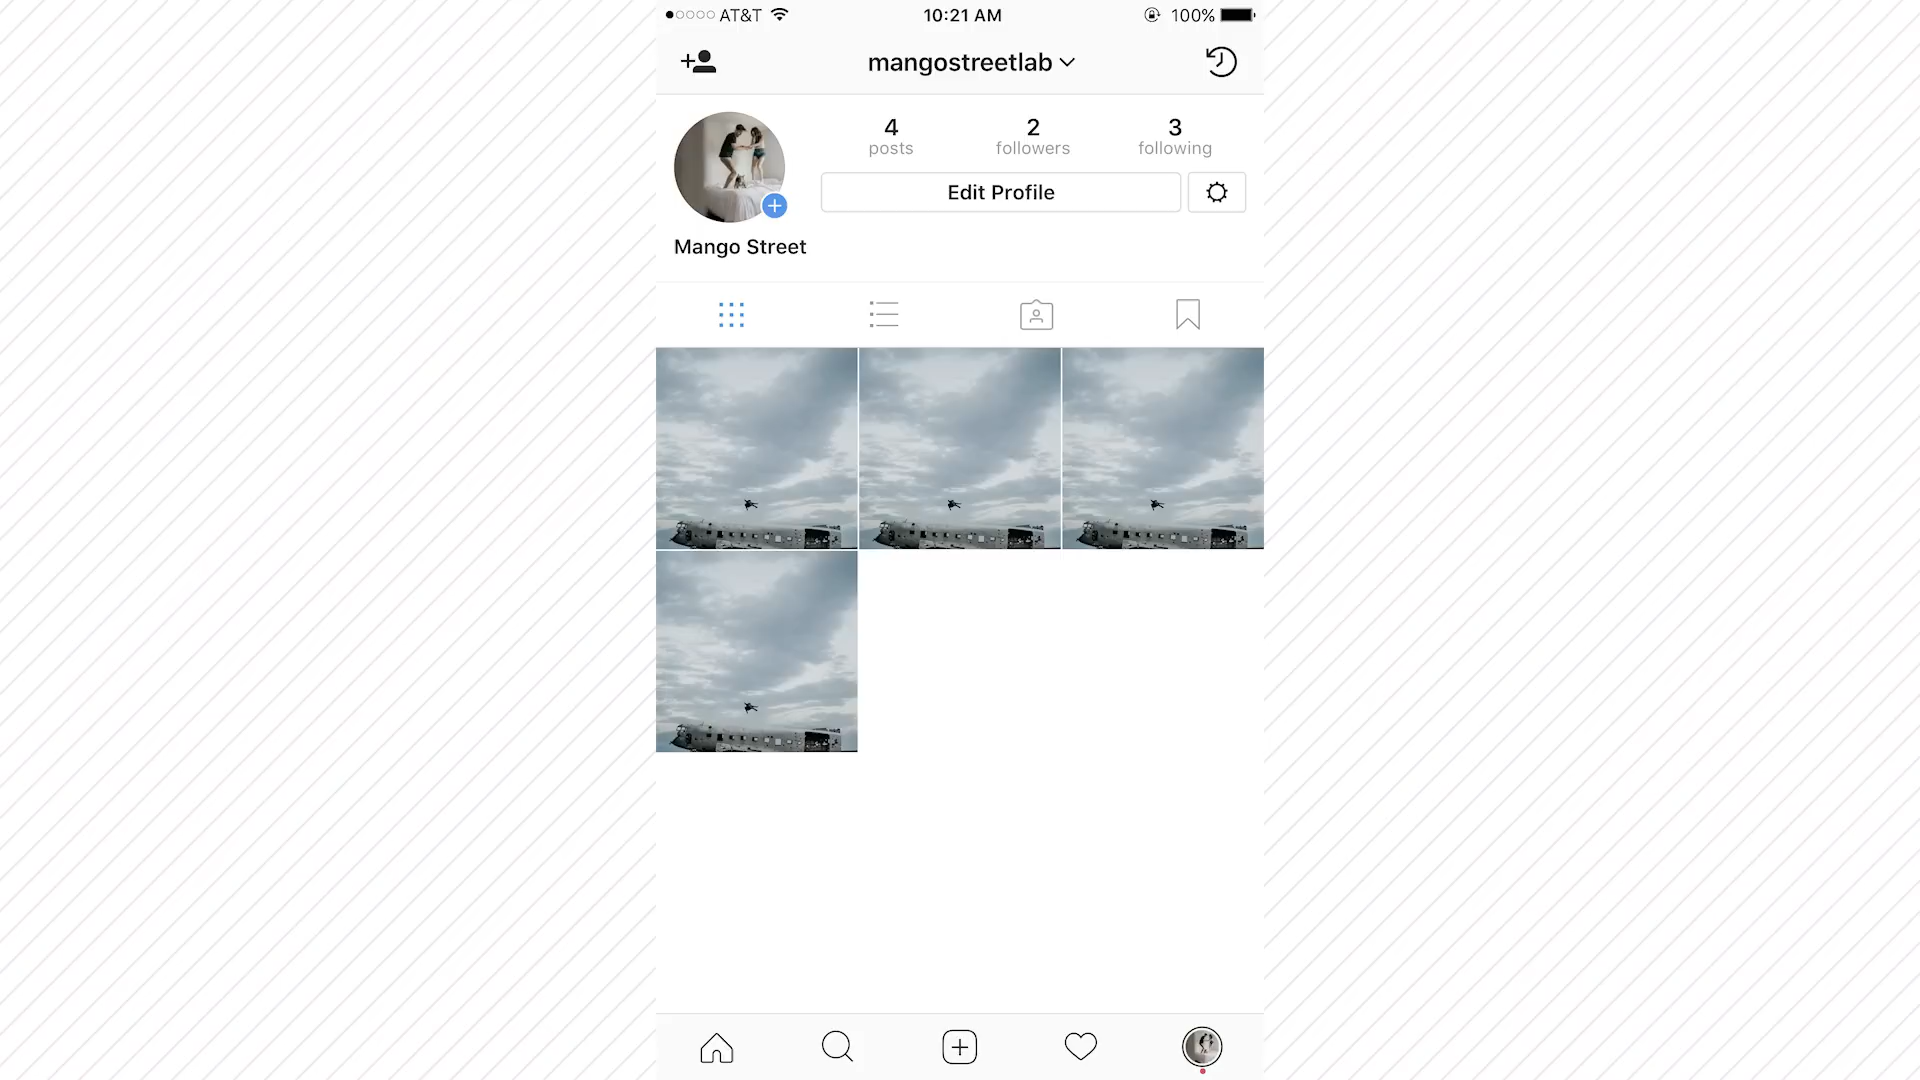 AT&T 10:21 AM 100%
mangostreetlab
4 2 3
posts followers following
Edit Profile
Mango Street